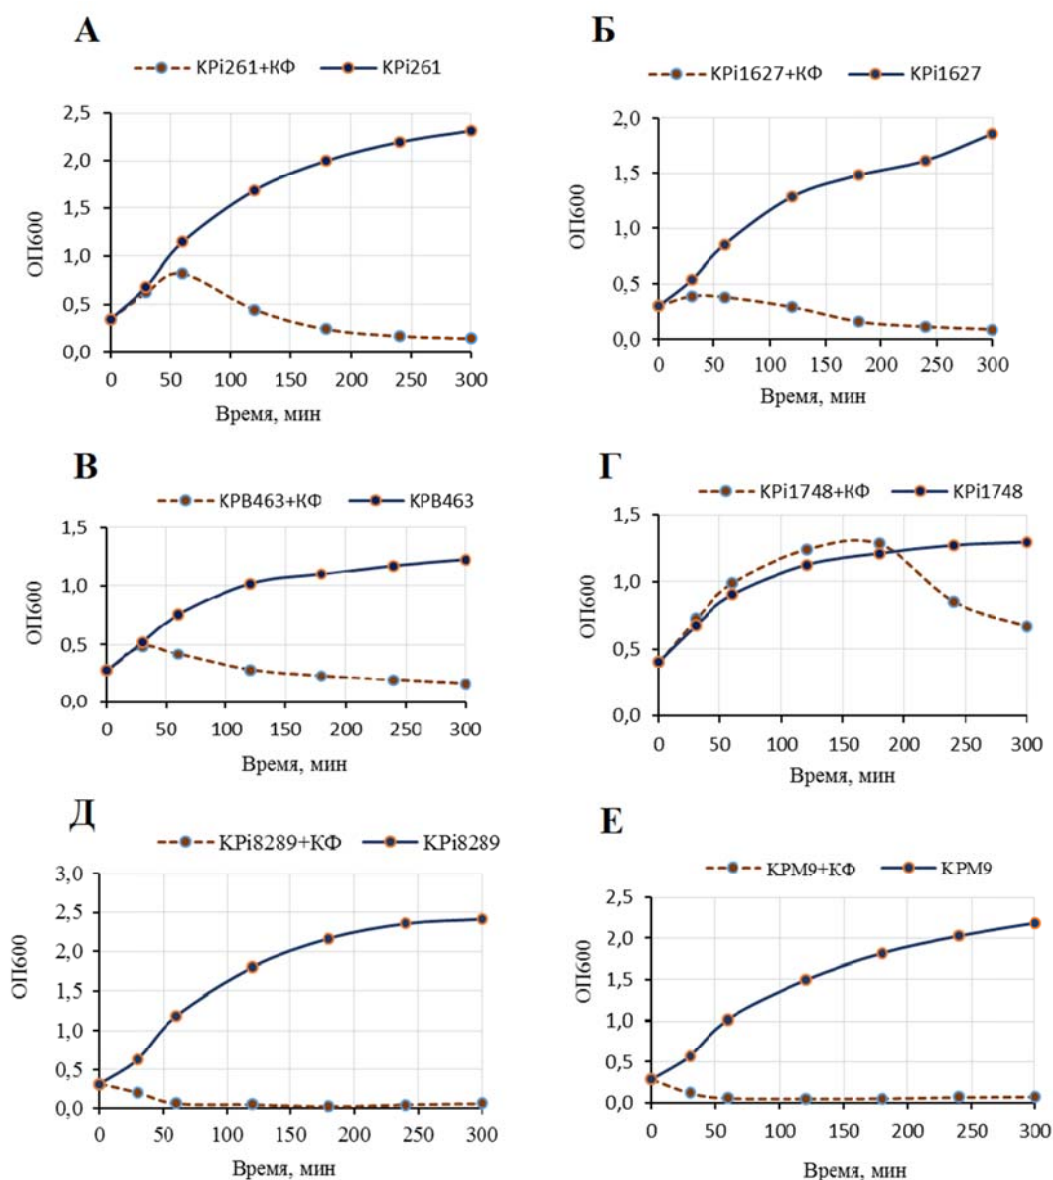 А
KPi261+КФ KPi261
2,5
2,0
1,5
1,0
0,5
0,0
ОП600
0 50 100 150 200 250 300
Время, мин
Б
KPi1627+КФ KPi1627
2,0
1,5
1,0
0,5
0,0
ОП600
0 50 100 150 200 250 300
Время, мин
В
KPB463+КФ KPB463
1,5
1,0
0,5
0,0
ОП600
0 50 100 150 200 250 300
Время, мин
Г
KPi1748+КФ KPi1748
1,5
1,0
0,5
0,0
ОП600
0 50 100 150 200 250 300
Время, мин
Д
KPi8289+КФ KPi8289
3,0
2,5
2,0
1,5
1,0
0,5
0,0
ОП600
0 50 100 150 200 250 300
Время, мин
Е
KPM9+КФ KPM9
2,5
2,0
1,5
1,0
0,5
0,0
ОП600
0 50 100 150 200 250 300
Время, мин